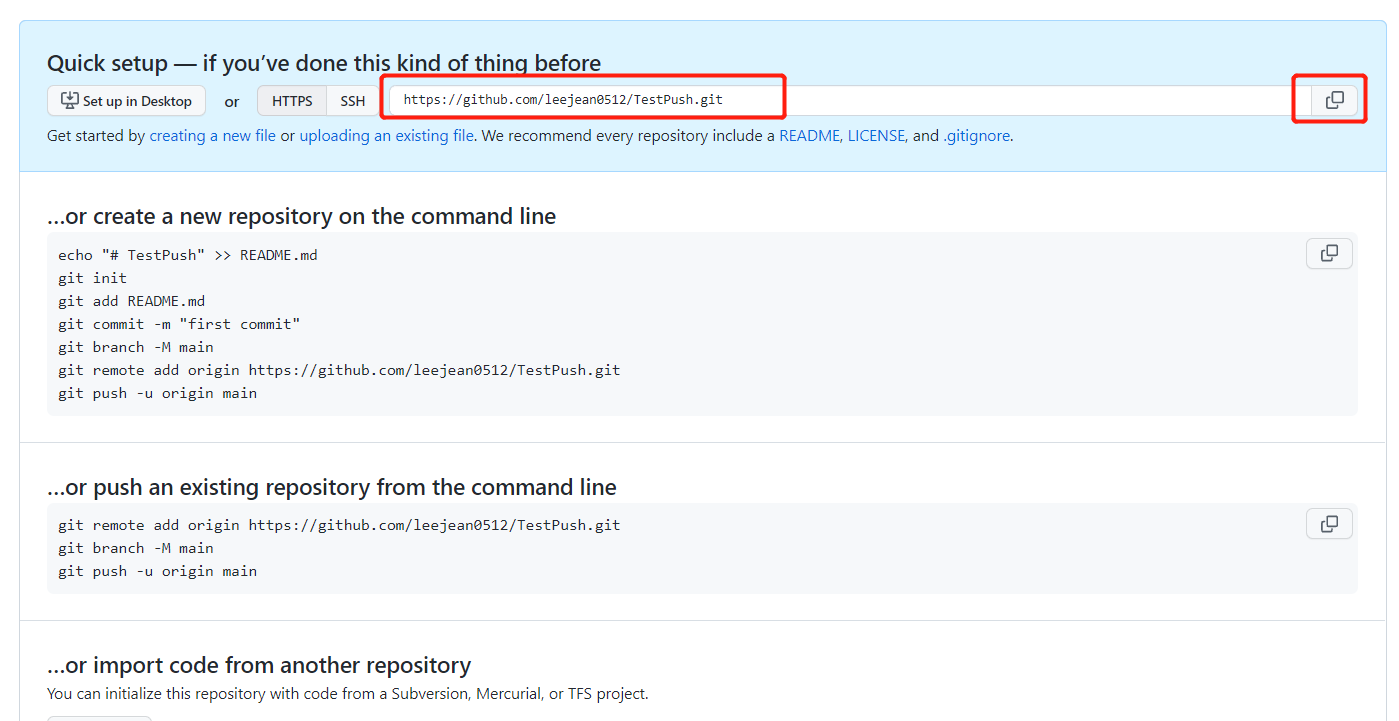 Quick setup — if you've done this kind of thing before
Set up in Desktop or HTTPS SSH https://github.com/leejean0512/TestPush.git
Get started by creating a new file or uploading an existing file. We recommend every repository include a README, LICENSE, and .gitignore.
…or create a new repository on the command line
echo "# TestPush" >> README.md
git init
git add README.md
git commit -m "first commit"
git branch -M main
git remote add origin https://github.com/leejean0512/TestPush.git
git push -u origin main
…or push an existing repository from the command line
git remote add origin https://github.com/leejean0512/TestPush.git
git branch -M main
git push -u origin main
…or import code from another repository
You can initialize this repository with code from a Subversion, Mercurial, or TFS project.